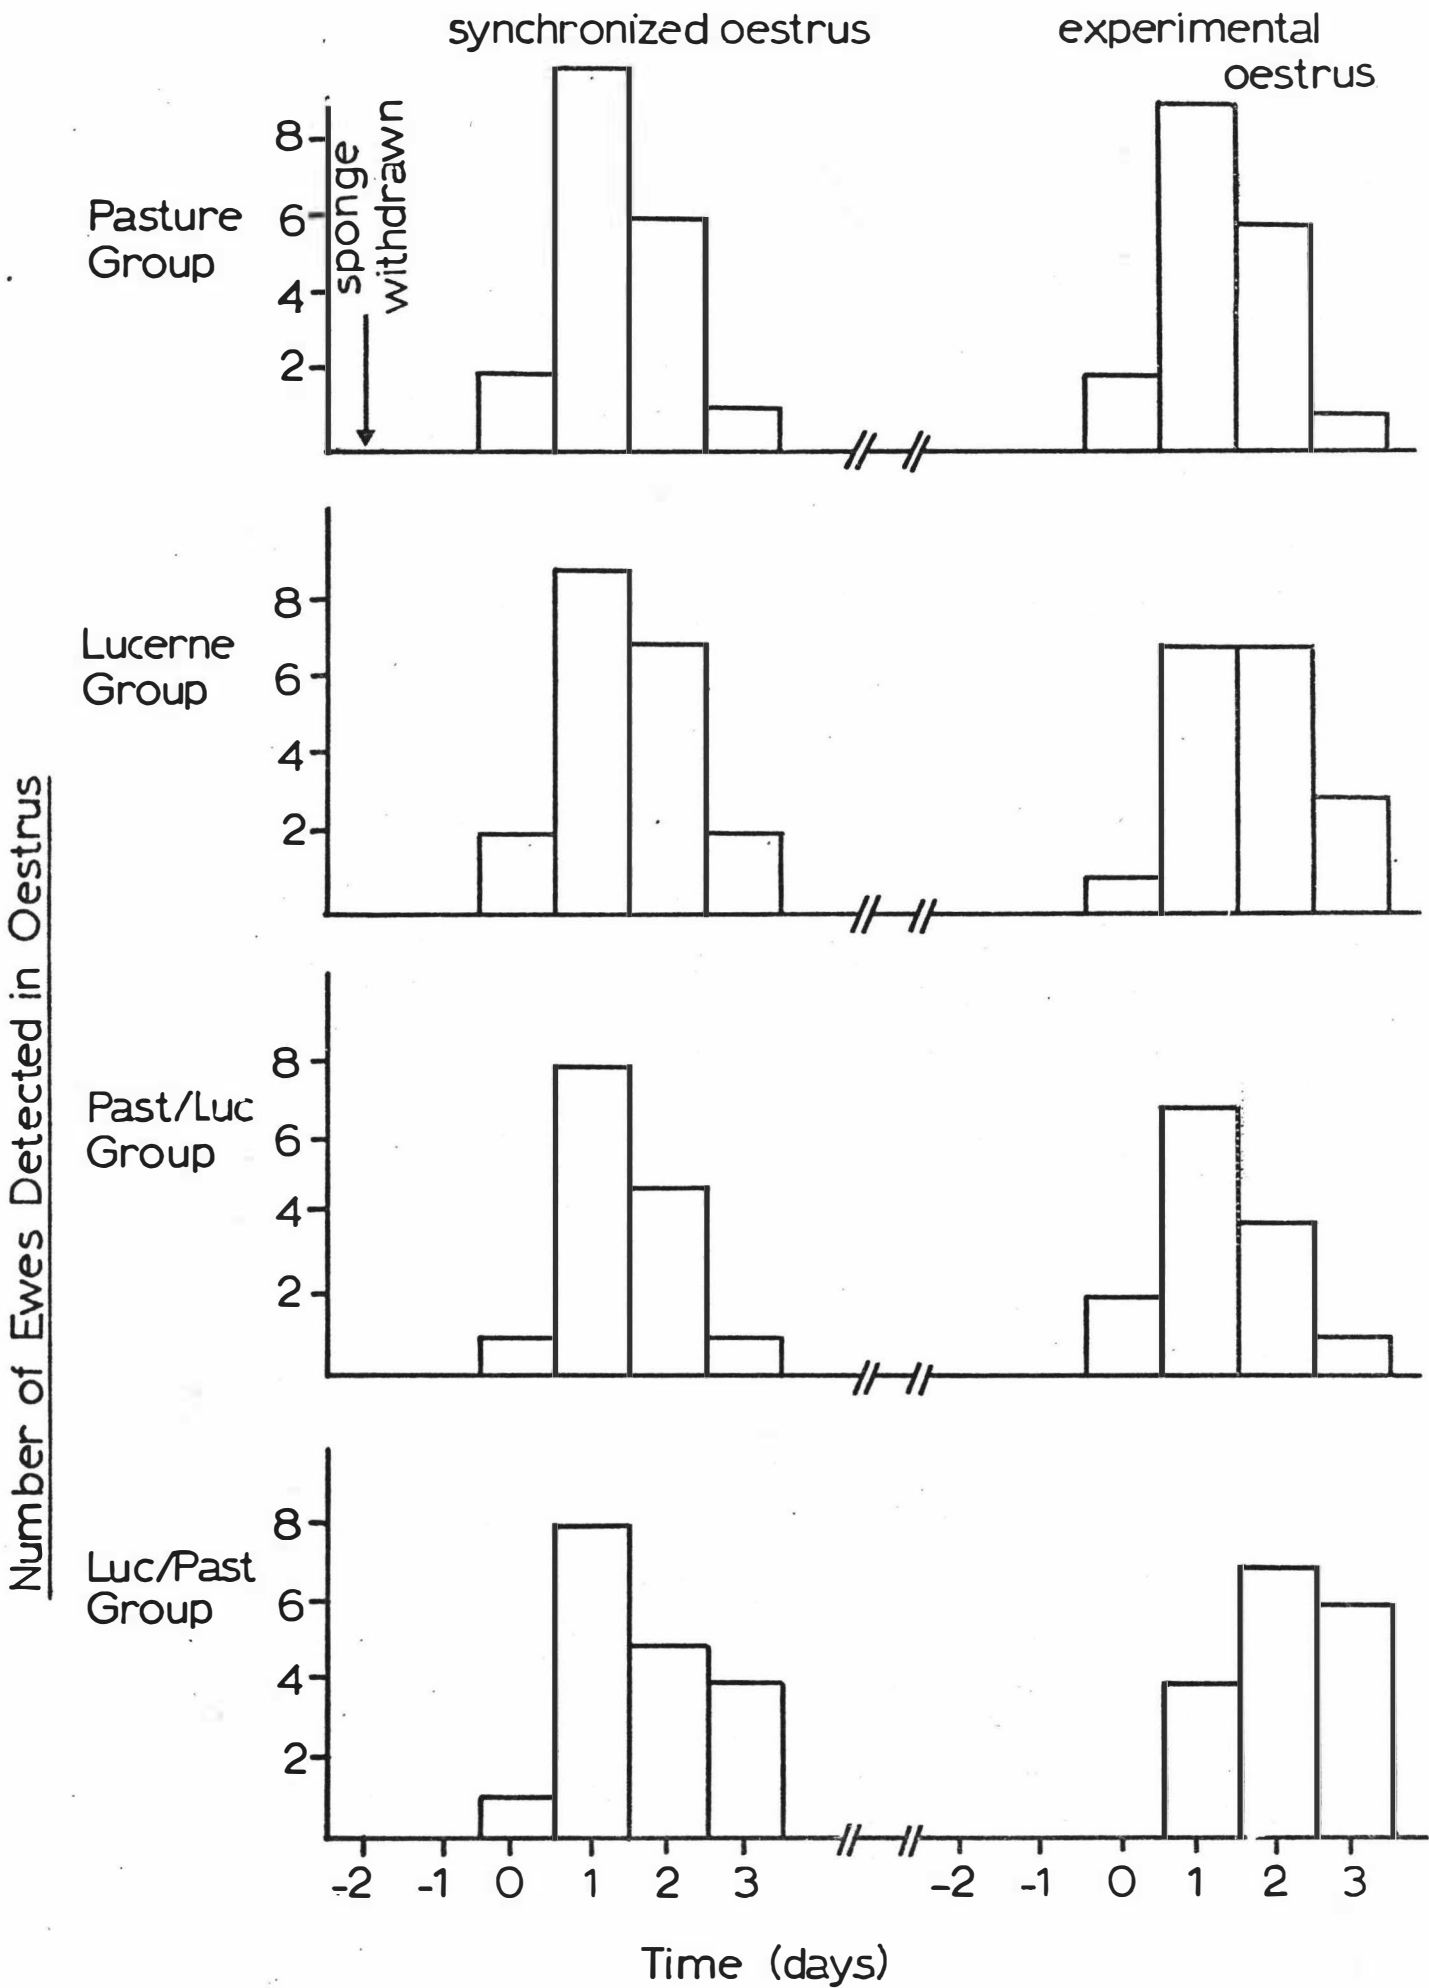 synchronized oestrus
experimental
oestrus
sponge
withdrawn
Pasture
Group
8
6
4
2
Lucerne
Group
8
6
4
2
Past/Luc
Group
8
6
4
2
Luc/Past
Group
8
6
4
2
Number of Ewes Detected in Oestrus
-2 -1 0 1 2 3 -2 -1 0 1 2 3
Time (days)